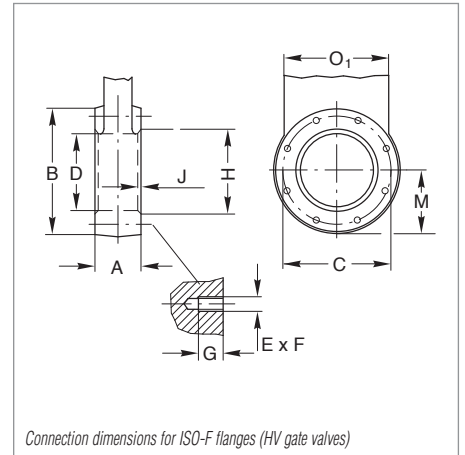 O₁
B
D
J
H
M
A
C
G
E x F
Connection dimensions for ISO-F flanges (HV gate valves)